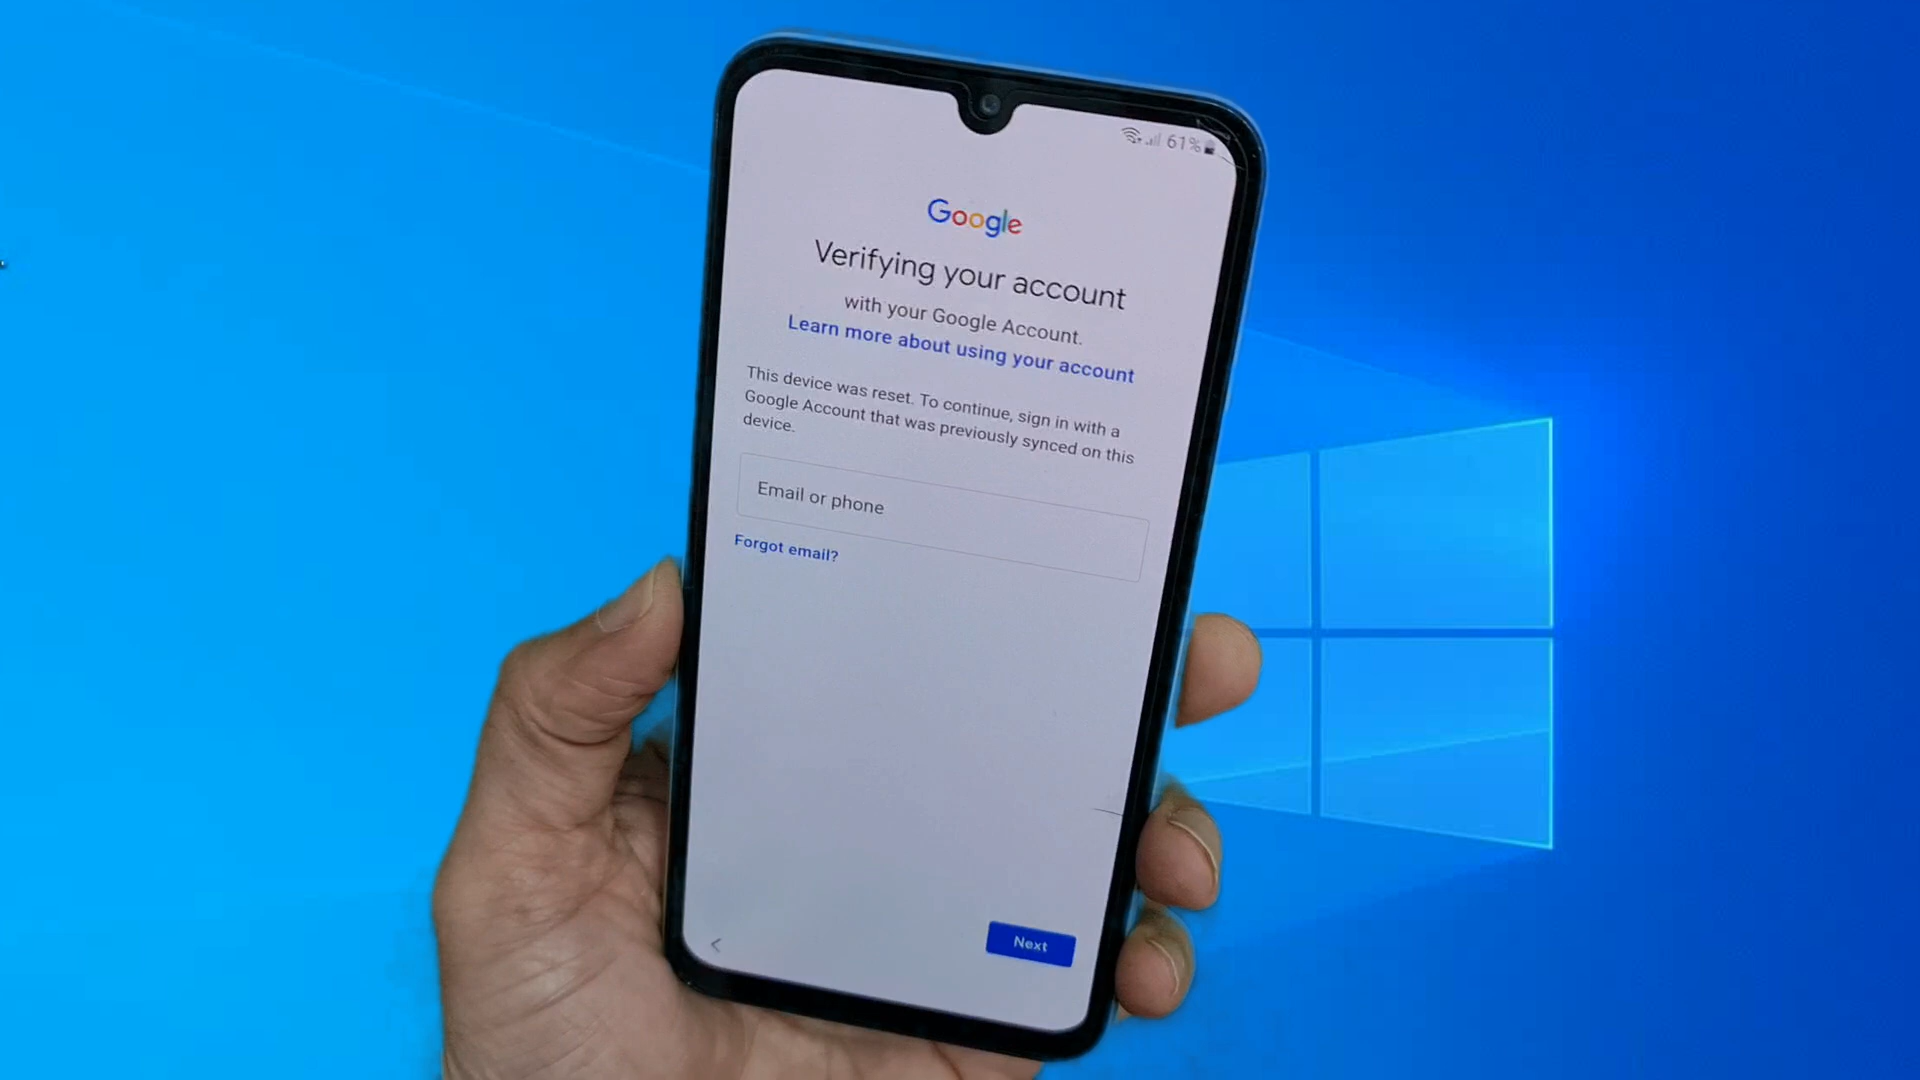 61%
Google
Verifying your account
with your Google Account.
Learn more about using your account
This device was reset. To continue, sign in with a
Google Account that was previously synced on this
device.
Email or phone
Forgot email?
Next